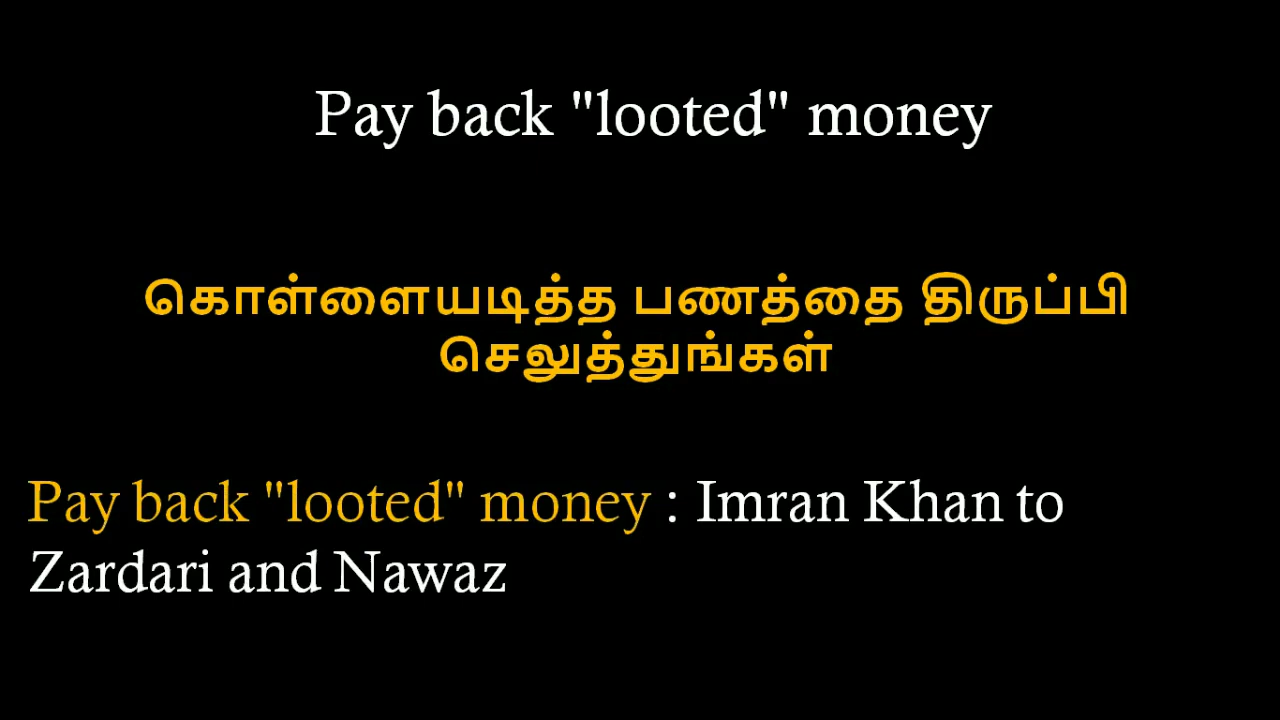 Pay back "looted" money
கொள்ளையடித்த பணத்தை திருப்பி
செலுத்துங்கள்
Pay back "looted" money : Imran Khan to
Zardari and Nawaz